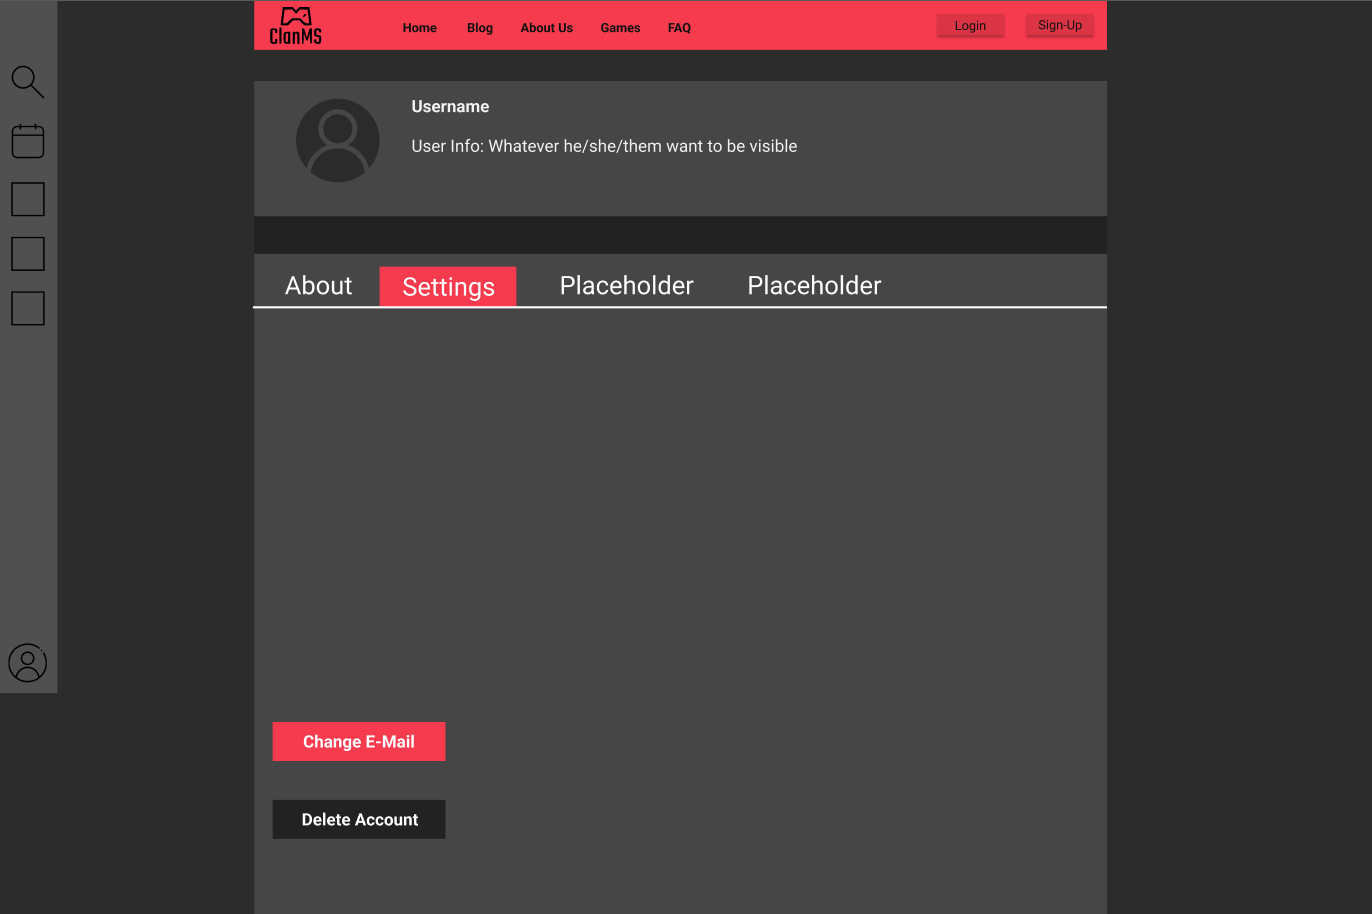 ClanMS
Home Blog About Us Games FAQ Login Sign-Up
Username
User Info: Whatever he/she/them want to be visible
About Settings Placeholder Placeholder
Change E-Mail
Delete Account